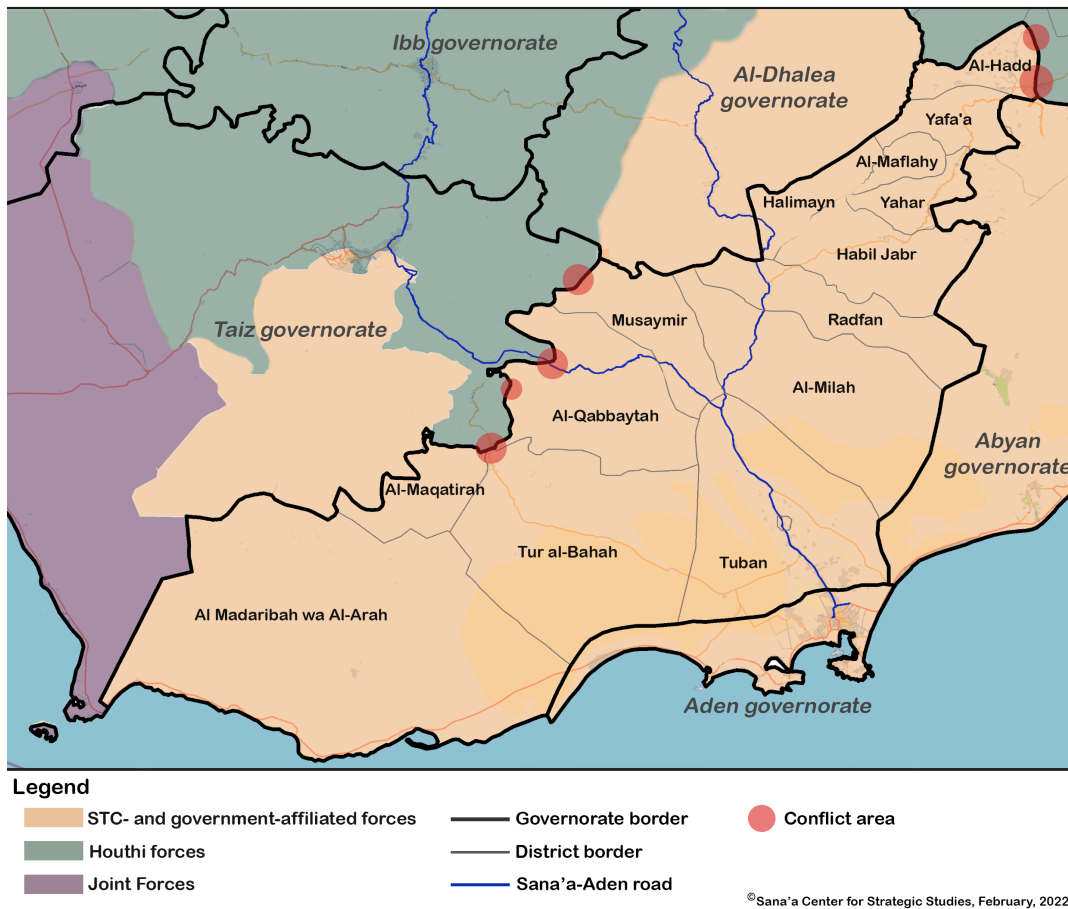 Ibb governorate
Al-Dhalea
governorate
Al-Hadd
Yafa'a
Al-Maflahy
Halimayn
Yahar
Habil Jabr
Taiz governorate
Musaymir
Radfan
Al-Milah
Al-Qabbaytah
Abyan
governorate
Al-Maqatirah
Tur al-Bahah
Tuban
Al Madaribah wa Al-Arah
Aden governorate
Legend
STC- and government-affiliated forces
Governorate border
Conflict area
Houthi forces
District border
Joint Forces
Sana'a-Aden road
©Sana'a Center for Strategic Studies, February, 2022